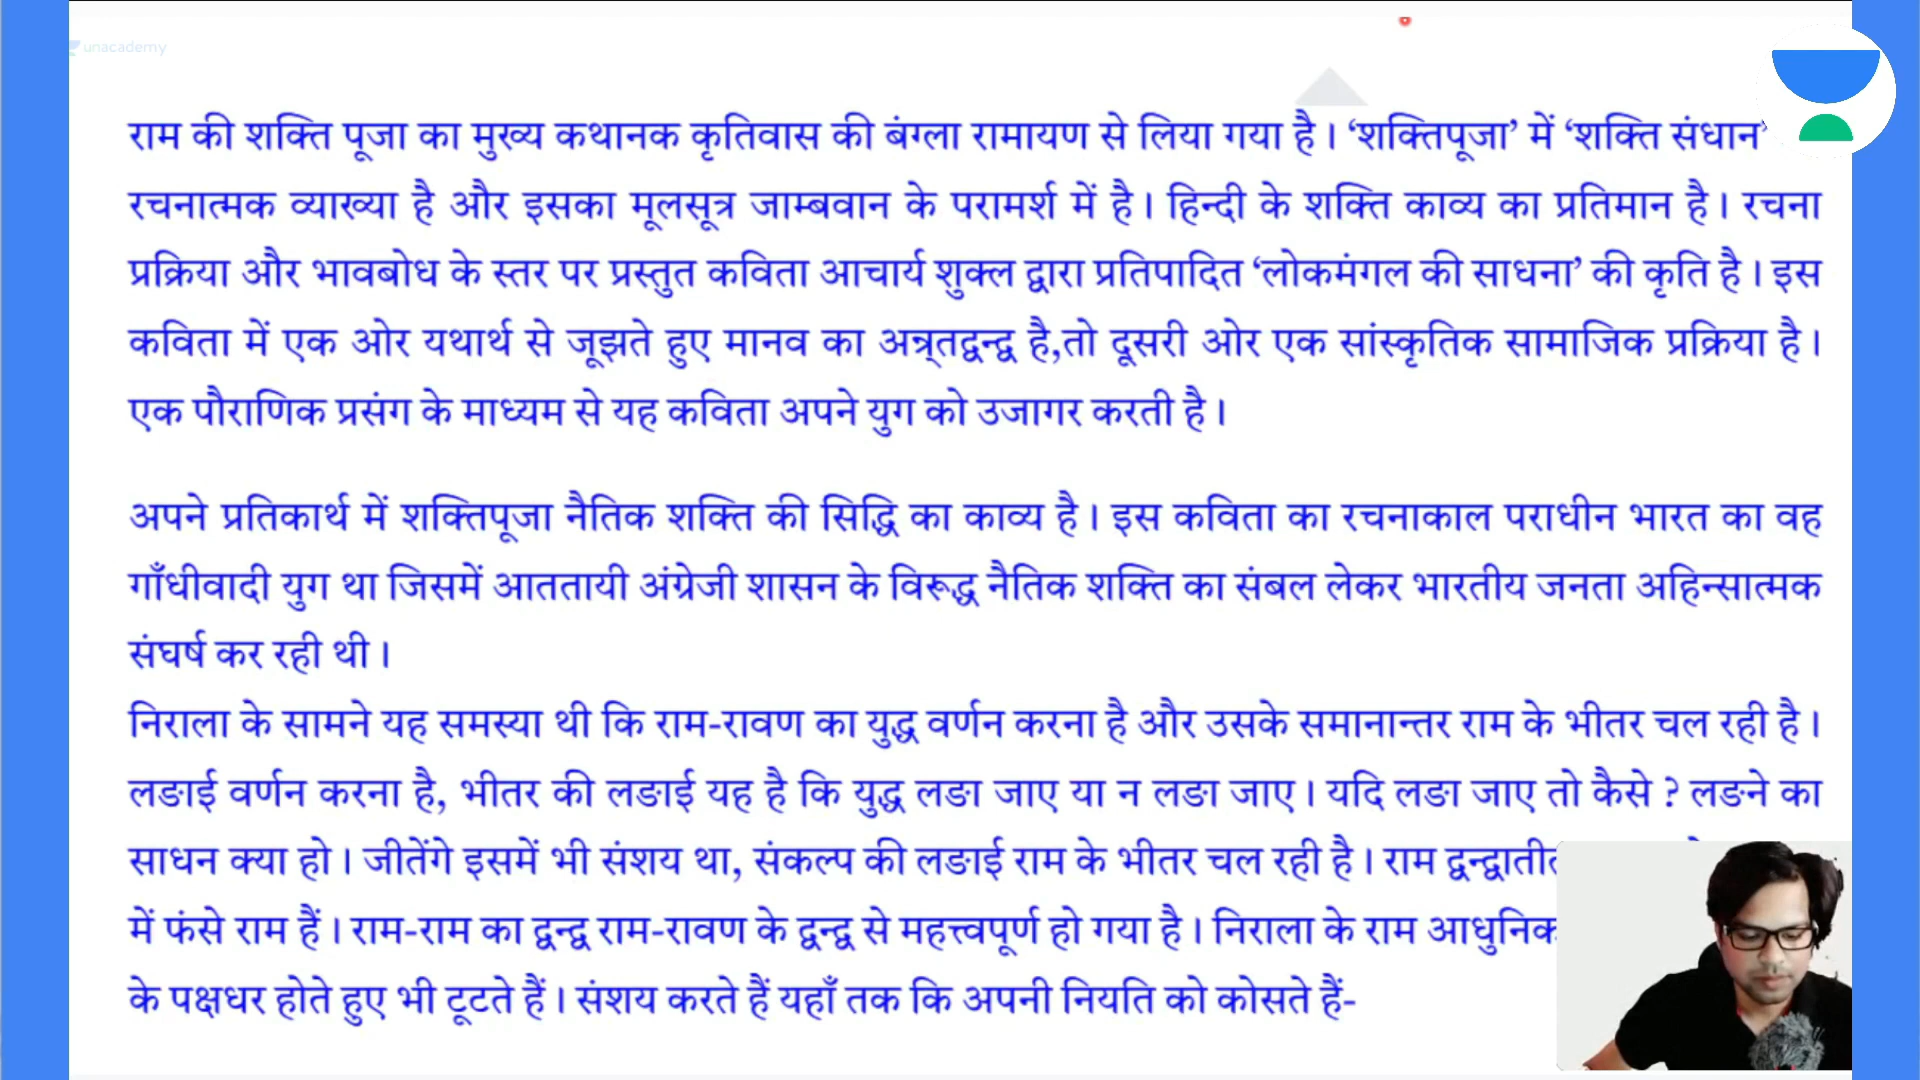 unacademy
राम की शक्ति पूजा का मुख्य कथानक कृतिवास की बंग्ला रामायण से लिया गया है। ‘शक्तिपूजा’ में ‘शक्ति संधान’
रचनात्मक व्याख्या है और इसका मूलसूत्र जाम्बवान के परामर्श में है। हिन्दी के शक्ति काव्य का प्रतिमान है। रचना
प्रक्रिया और भावबोध के स्तर पर प्रस्तुत कविता आचार्य शुक्ल द्वारा प्रतिपादित ‘लोकमंगल की साधना’ की कृति है। इस
कविता में एक ओर यथार्थ से जूझते हुए मानव का अन्र्तद्वन्द्व है,तो दूसरी ओर एक सांस्कृतिक सामाजिक प्रक्रिया है।
एक पौराणिक प्रसंग के माध्यम से यह कविता अपने युग को उजागर करती है।
अपने प्रतिकार्थ में शक्तिपूजा नैतिक शक्ति की सिद्धि का काव्य है। इस कविता का रचनाकाल पराधीन भारत का वह
गाँधीवादी युग था जिसमें आततायी अंग्रेजी शासन के विरूद्ध नैतिक शक्ति का संबल लेकर भारतीय जनता अहिन्सात्मक
संघर्ष कर रही थी।
निराला के सामने यह समस्या थी कि राम-रावण का युद्ध वर्णन करना है और उसके समानान्तर राम के भीतर चल रही है।
लङाई वर्णन करना है, भीतर की लङाई यह है कि युद्ध लङा जाए या न लङा जाए। यदि लङा जाए तो कैसे ? लङने का
साधन क्या हो। जीतेंगे इसमें भी संशय था, संकल्प की लङाई राम के भीतर चल रही है। राम
में फंसे राम हैं। राम-राम का द्वन्द्व राम-रावण के द्वन्द्व से महत्त्वपूर्ण हो गया है। निराला के राम आधुनिक
के पक्षधर होते हुए भी टूटते हैं। संशय करते हैं यहाँ तक कि अपनी नियति को कोसते हैं-